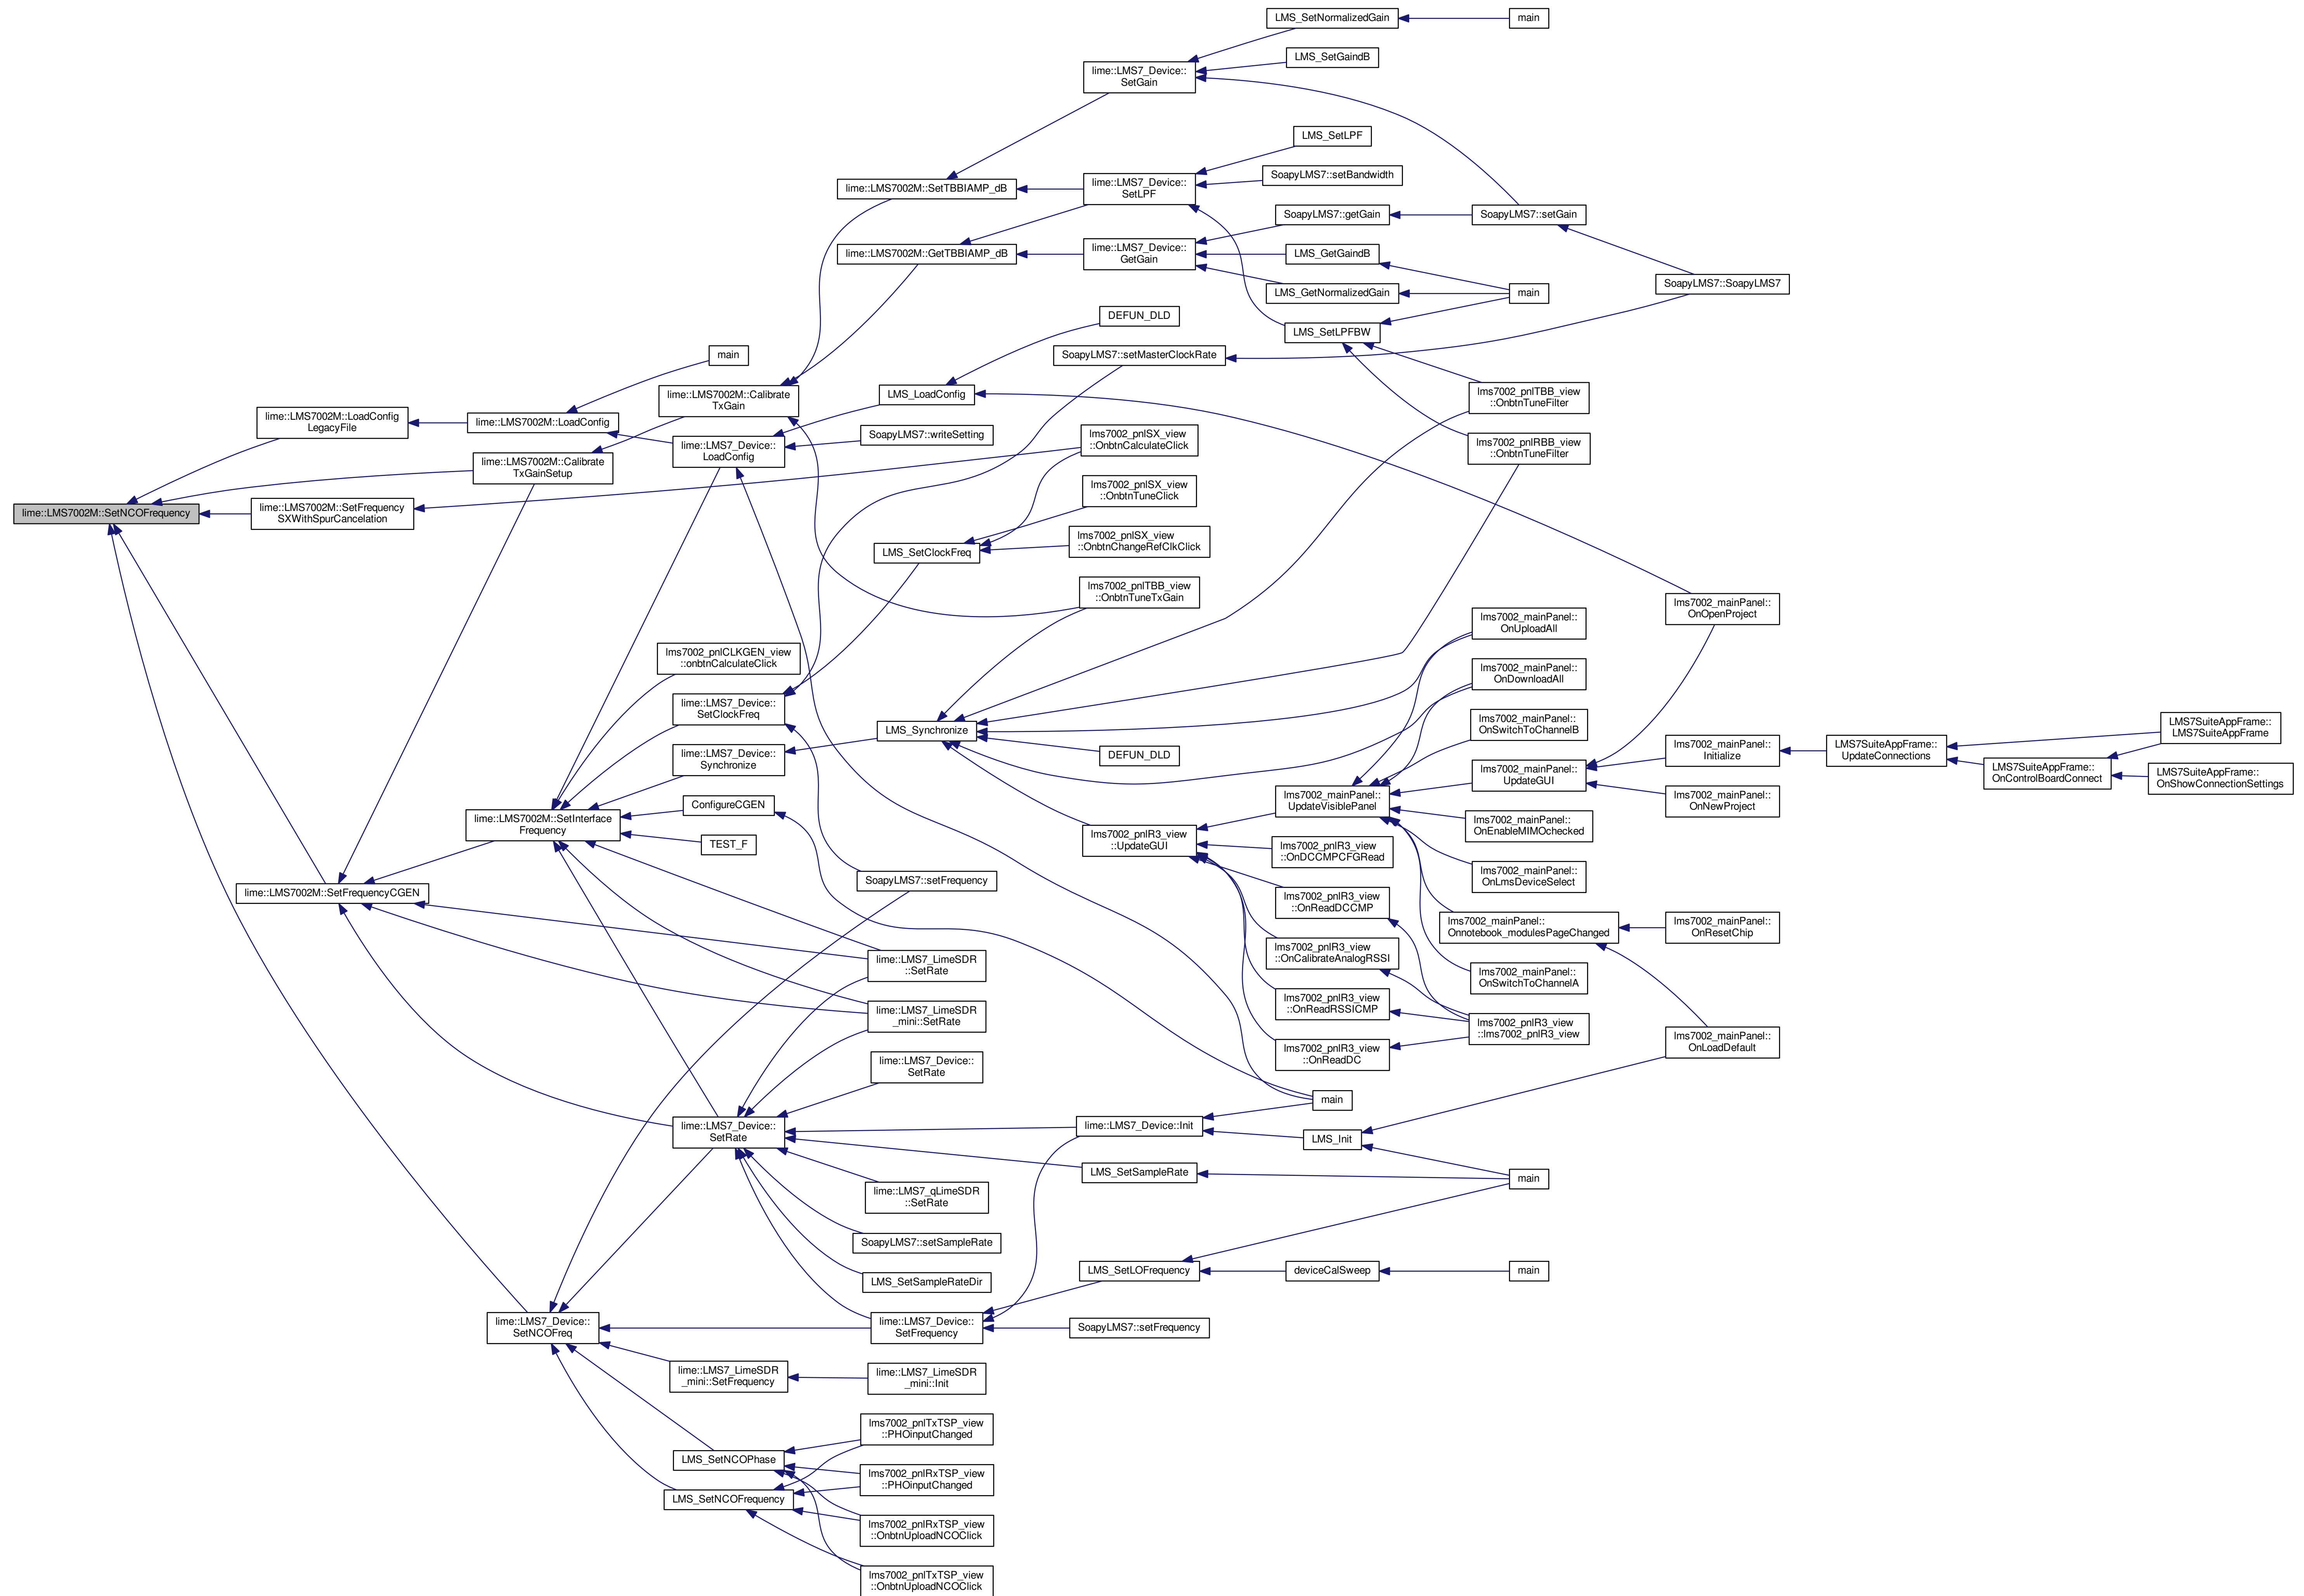 LMS_SetNormalizedGain
main
LMS_SetGaindB
lime::LMS7_Device::
SetGain
LMS_SetLPF
SoapyLMS7::setBandwidth
lime::LMS7002M::SetTBBIAMP_dB
lime::LMS7_Device::
SetLPF
SoapyLMS7::getGain
SoapyLMS7::setGain
lime::LMS7002M::GetTBBIAMP_dB
lime::LMS7_Device::
GetGain
LMS_GetGaindB
SoapyLMS7::SoapyLMS7
LMS_GetNormalizedGain
main
DEFUN_DLD
LMS_SetLPFBW
main
SoapyLMS7::setMasterClockRate
lime::LMS7002M::Calibrate
TxGain
LMS_LoadConfig
lms7002_pnlTBB_view
::OnbtnTuneFilter
lime::LMS7002M::LoadConfig
LegacyFile
lime::LMS7002M::LoadConfig
lime::LMS7_Device::
LoadConfig
SoapyLMS7::writeSetting
lms7002_pnlSX_view
::OnbtnCalculateClick
lms7002_pnlRBB_view
::OnbtnTuneFilter
lime::LMS7002M::Calibrate
TxGainSetup
lms7002_pnlSX_view
::OnbtnTuneClick
lime::LMS7002M::SetNCOFrequency
lime::LMS7002M::SetFrequency
SXWithSpurCancelation
LMS_SetClockFreq
lms7002_pnlSX_view
::OnbtnChangeRefClkClick
lms7002_pnlTBB_view
::OnbtnTuneTxGain
lms7002_mainPanel::
OnOpenProject
lms7002_mainPanel::
OnUploadAll
lms7002_pnlCLKGEN_view
::onbtnCalculateClick
lms7002_mainPanel::
OnDownloadAll
lime::LMS7_Device::
SetClockFreq
LMS_Synchronize
lms7002_mainPanel::
OnSwitchToChannelB
LMS7SuiteAppFrame::
LMS7SuiteAppFrame
lime::LMS7_Device::
Synchronize
DEFUN_DLD
lms7002_mainPanel::
UpdateGUI
lms7002_mainPanel::
Initialize
LMS7SuiteAppFrame::
UpdateConnections
LMS7SuiteAppFrame::
OnControlBoardConnect
LMS7SuiteAppFrame::
OnShowConnectionSettings
lms7002_mainPanel::
UpdateVisiblePanel
lms7002_mainPanel::
OnNewProject
ConfigureCGEN
lime::LMS7002M::SetInterface
Frequency
lms7002_mainPanel::
OnEnableMIMOchecked
TEST_F
lms7002_pnlR3_view
::UpdateGUI
lms7002_pnlR3_view
::OnDCCMPCFGRead
lms7002_mainPanel::
OnLmsDeviceSelect
SoapyLMS7::setFrequency
lime::LMS7002M::SetFrequencyCGEN
lms7002_pnlR3_view
::OnReadDCCMP
lms7002_mainPanel::
Onnotebook_modulesPageChanged
lms7002_mainPanel::
OnResetChip
lime::LMS7_LimeSDR
::SetRate
lms7002_pnlR3_view
::OnCalibrateAnalogRSSI
lms7002_mainPanel::
OnSwitchToChannelA
lime::LMS7_LimeSDR
_mini::SetRate
lms7002_pnlR3_view
::OnReadRSSICMP
lms7002_pnlR3_view
::lms7002_pnlR3_view
lms7002_mainPanel::
OnLoadDefault
lms7002_pnlR3_view
::OnReadDC
lime::LMS7_Device::
SetRate
main
lime::LMS7_Device::
SetRate
lime::LMS7_Device::Init
LMS_Init
LMS_SetSampleRate
main
lime::LMS7_qLimeSDR
::SetRate
SoapyLMS7::setSampleRate
LMS_SetSampleRateDir
LMS_SetLOFrequency
deviceCalSweep
main
lime::LMS7_Device::
SetNCOFreq
lime::LMS7_Device::
SetFrequency
SoapyLMS7::setFrequency
lime::LMS7_LimeSDR
_mini::SetFrequency
lime::LMS7_LimeSDR
_mini::Init
lms7002_pnlTxTSP_view
::PHOinputChanged
LMS_SetNCOPhase
lms7002_pnlRxTSP_view
::PHOinputChanged
LMS_SetNCOFrequency
lms7002_pnlRxTSP_view
::OnbtnUploadNCOClick
lms7002_pnlTxTSP_view
::OnbtnUploadNCOClick